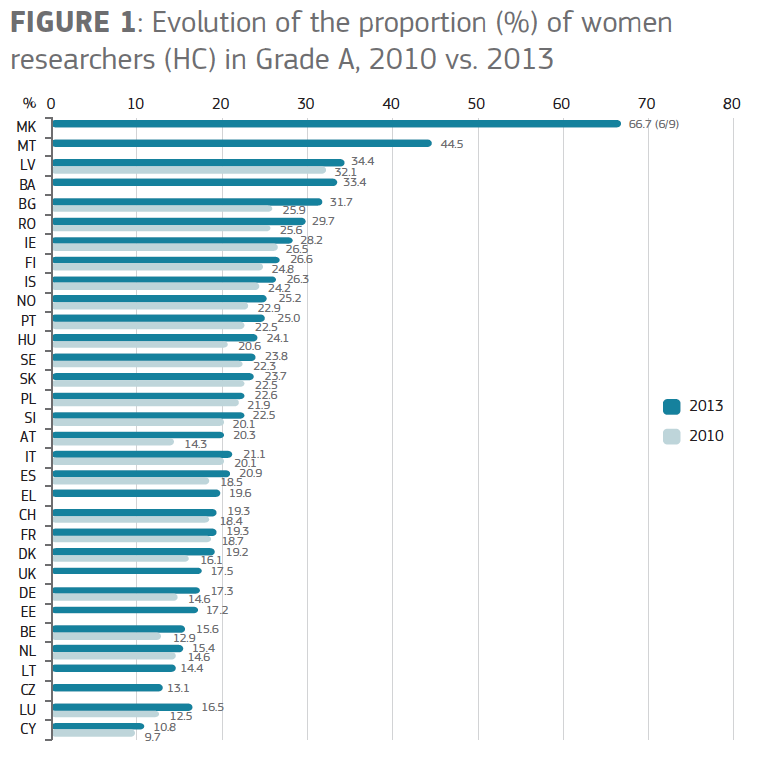 FIGURE 1: Evolution of the proportion (%) of women
researchers (HC) in Grade A, 2010 vs. 2013
% 0 10 20 30 40 50 60 70 80
MK 66.7 (6/9)
MT 44.5
LV 34.4
32.1
BA 33.4
BG 31.7
25.9
RO 29.7
25.6
IE 28.2
26.5
FI 26.6
24.8
IS 26.3
24.2
NO 25.2
22.9
PT 25.0
22.5
HU 24.1
20.6
SE 23.8
22.3
SK 23.7
22.5
PL 22.6
21.9
SI 22.5
20.1
AT 20.3
14.3
IT 21.1
20.1
ES 20.9
18.5
EL 19.6
CH 19.3
18.4
FR 19.3
18.7
DK 19.2
16.1
UK 17.5
DE 17.3
14.6
EE 17.2
BE 15.6
12.9
NL 15.4
14.6
LT 14.4
CZ 13.1
LU 16.5
12.5
CY 10.8
9.7
2013
2010